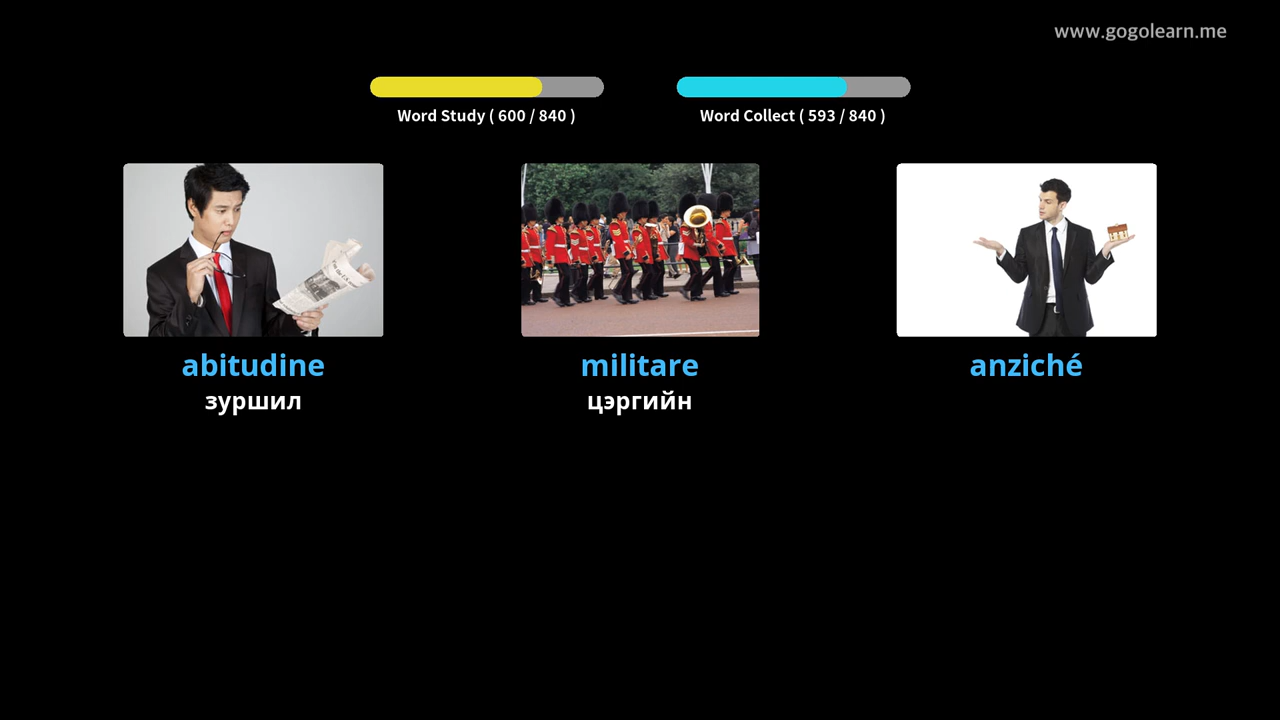 www.gogolearn.me
Word Study ( 600 / 840 )
Word Collect ( 593 / 840 )
abitudine
зуршил
militare
цэргийн
anziché